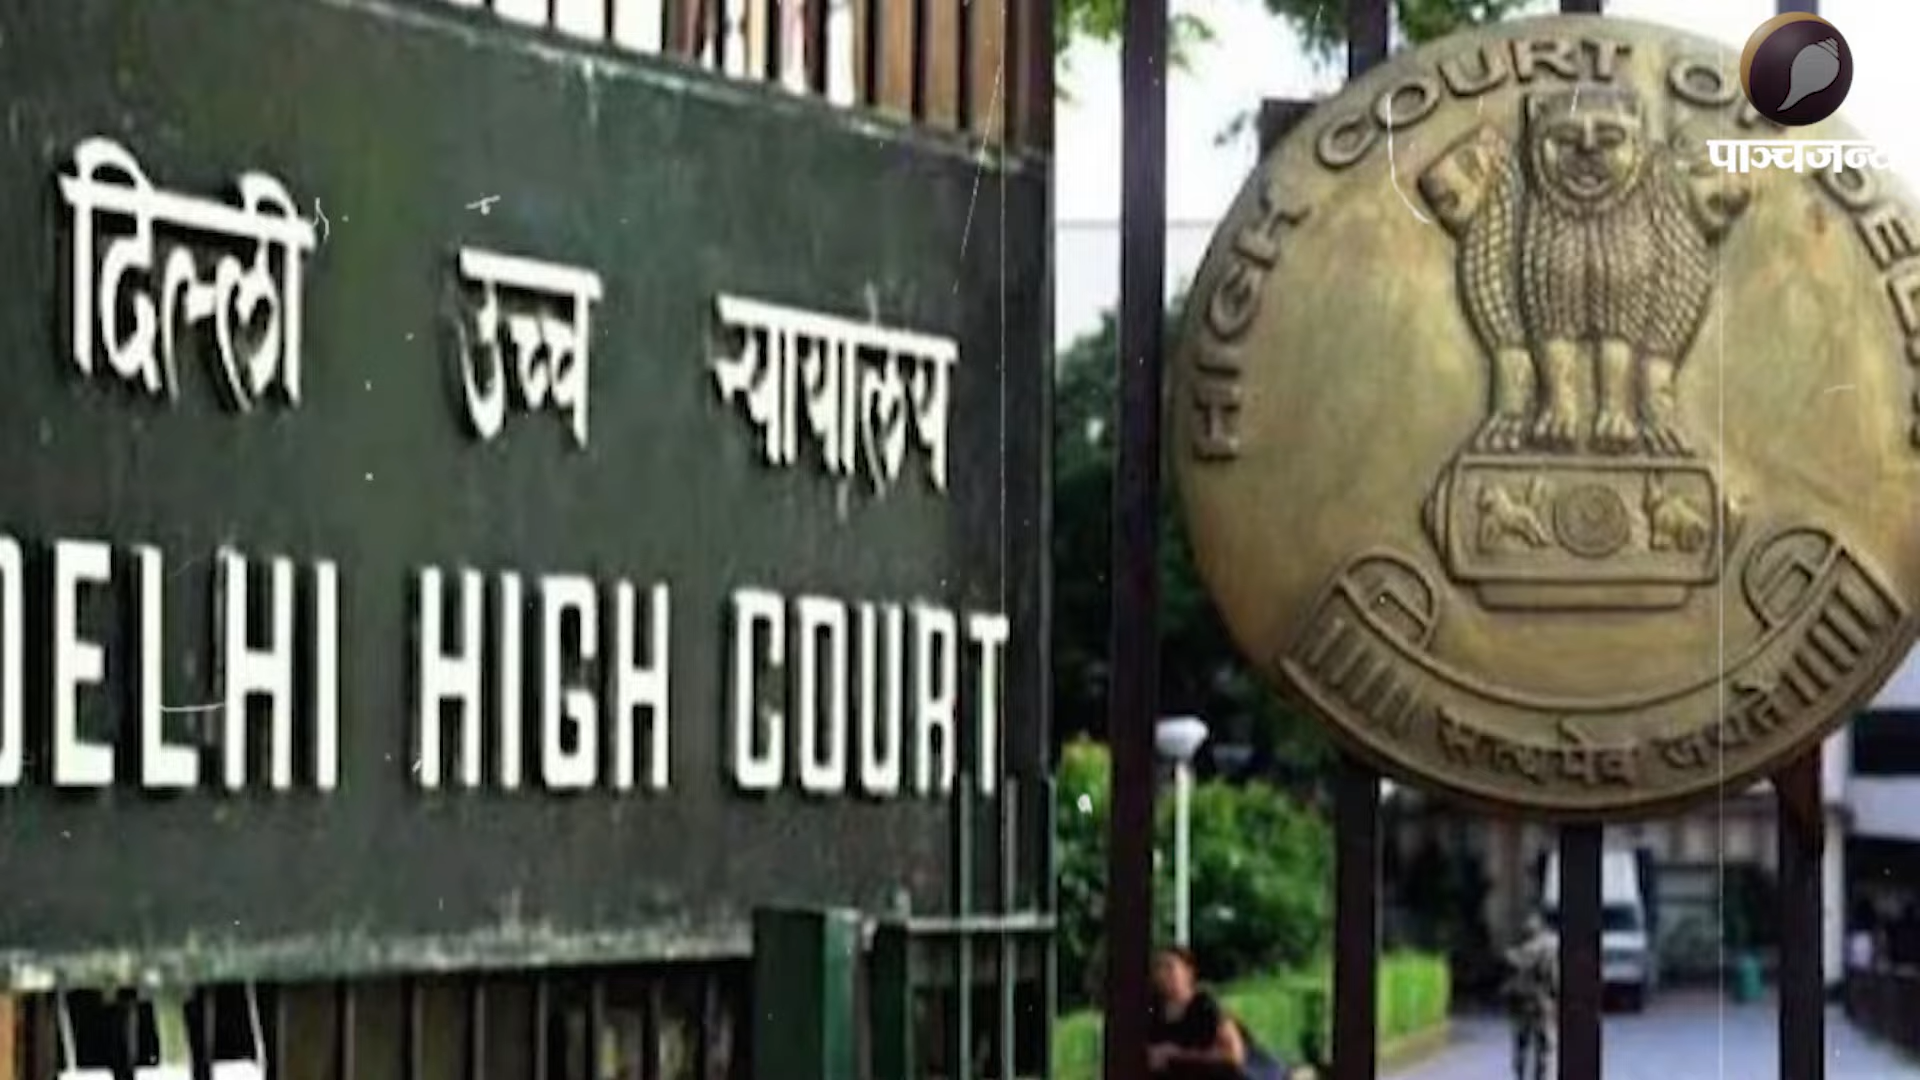 दिल्ली उच्च न्यायालय
DELHI HIGH COURT
HIGH COURT OF DELHI
सत्यमेव जयते
पाञ्चजन्य